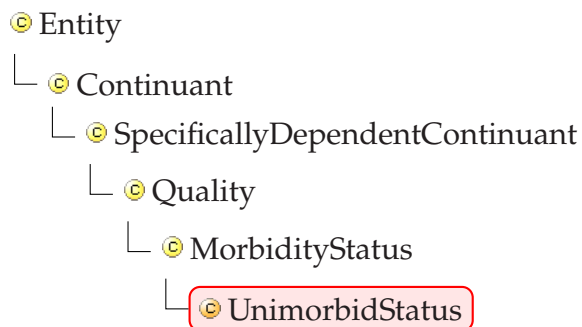 Entity
Continuant
SpecificallyDependentContinuant
Quality
MorbidityStatus
UnimorbidStatus